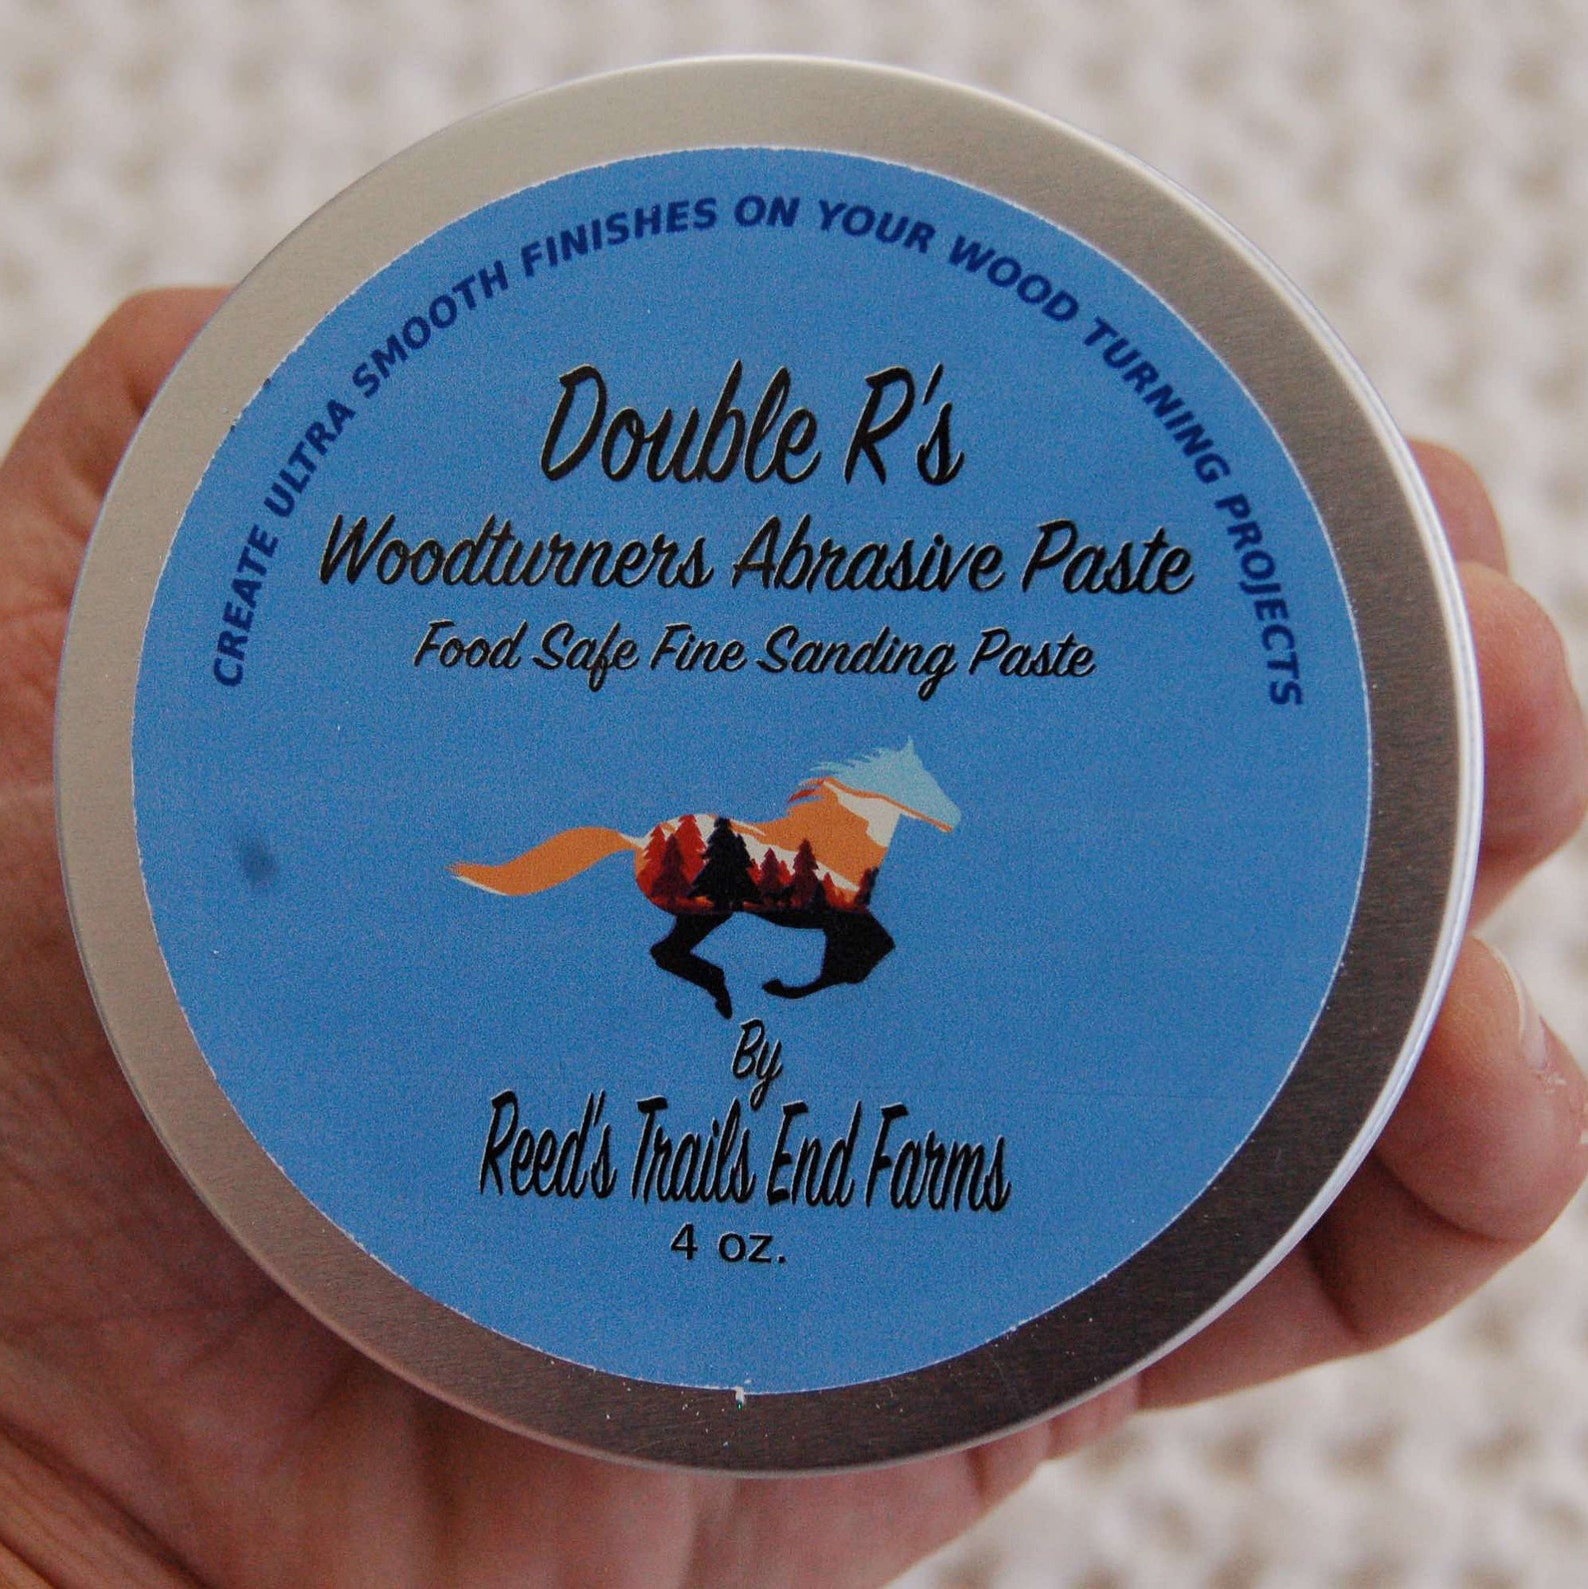 CREATE ULTRA SMOOTH FINISHES ON YOUR WOOD TURNING PROJECTS
Double R's
Woodturners Abrasive Paste
Food Safe Fine Sanding Paste
By
Reed's Trails End Farms
4 oz.